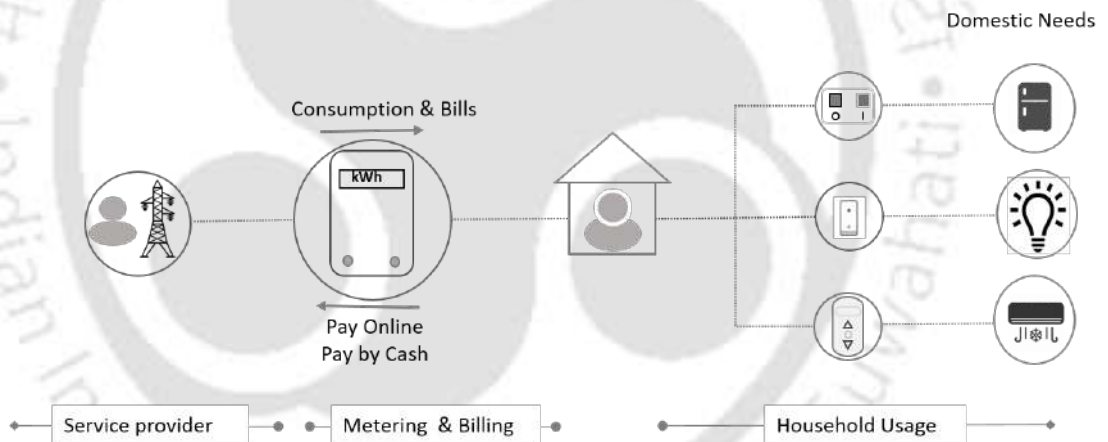 Domestic Needs
Consumption & Bills
kWh
O I
Pay Online
Pay by Cash
Service provider
Metering & Billing
Household Usage